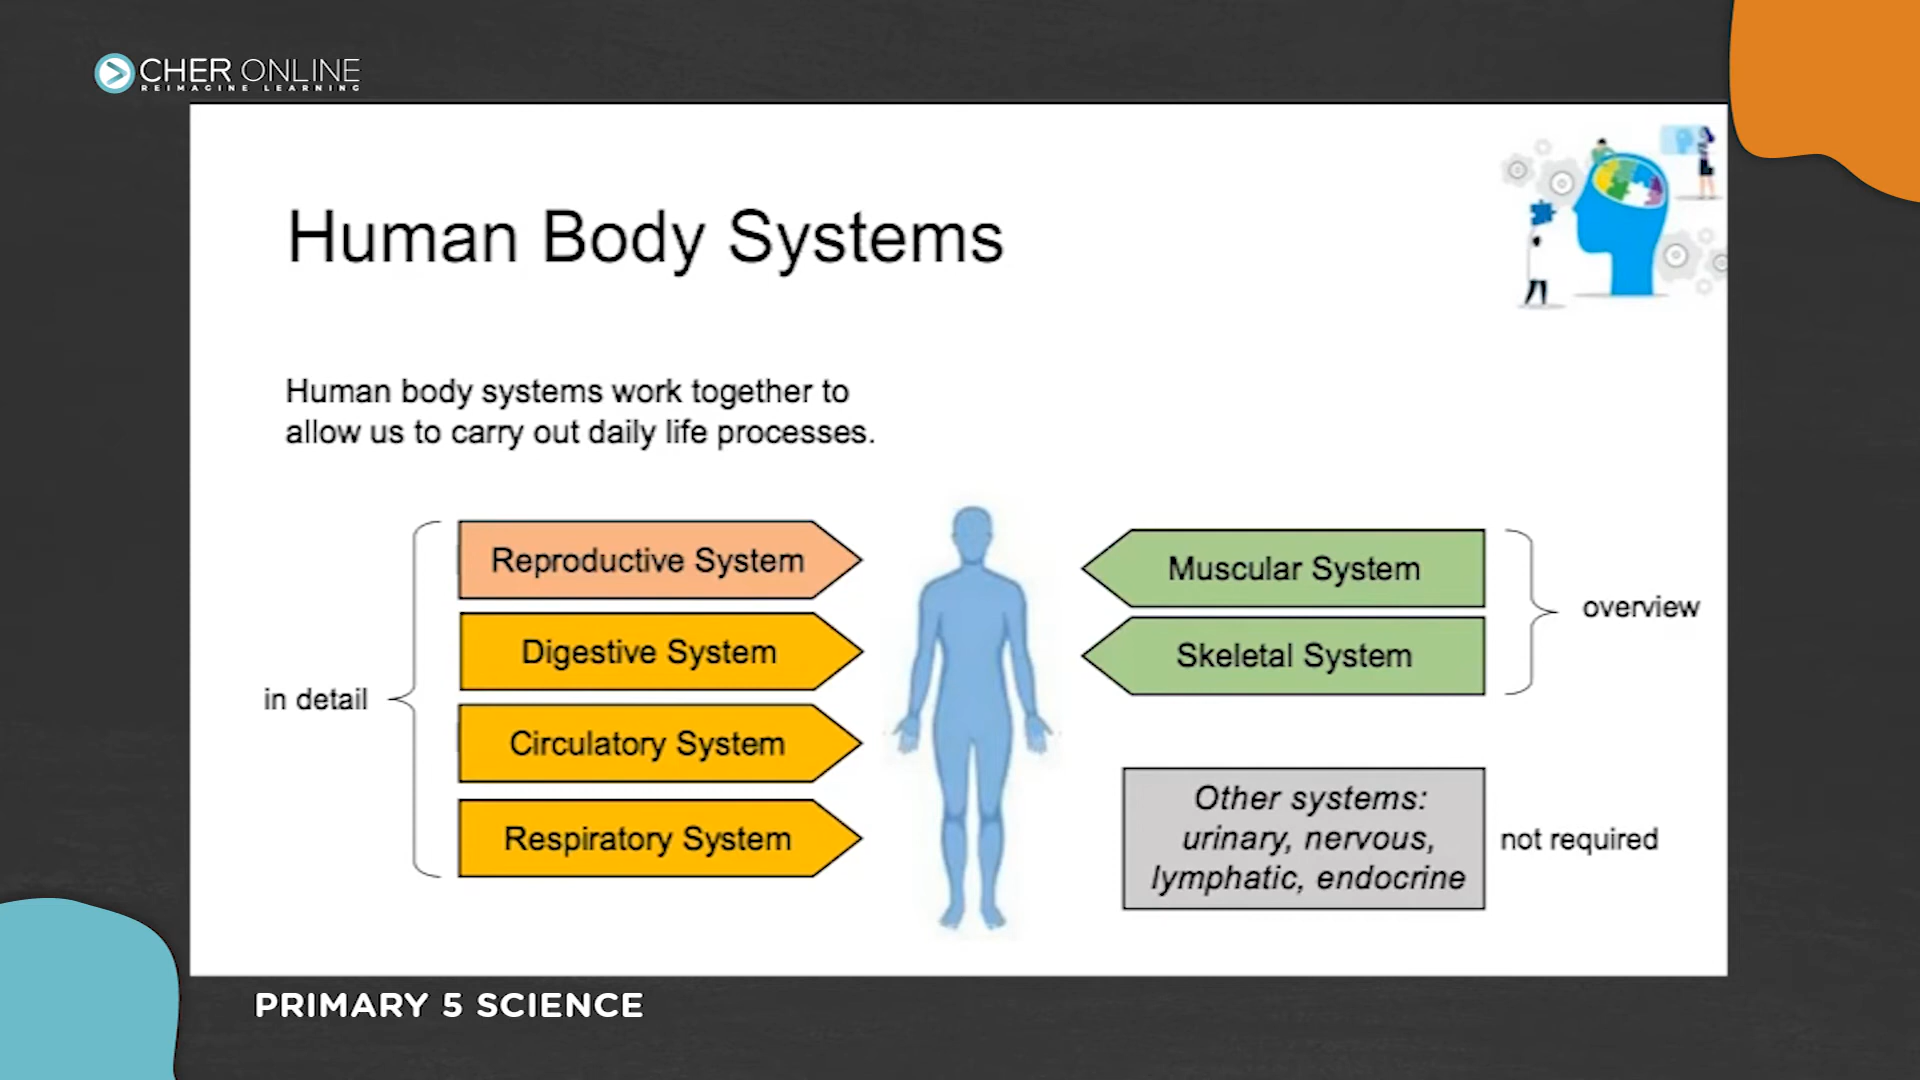 CHER ONLINE
REIMAGINE LEARNING
Human Body Systems
Human body systems work together to
allow us to carry out daily life processes.
in detail
Reproductive System
Digestive System
Circulatory System
Respiratory System
Muscular System
Skeletal System
overview
Other systems:
urinary, nervous,
lymphatic, endocrine
not required
PRIMARY 5 SCIENCE